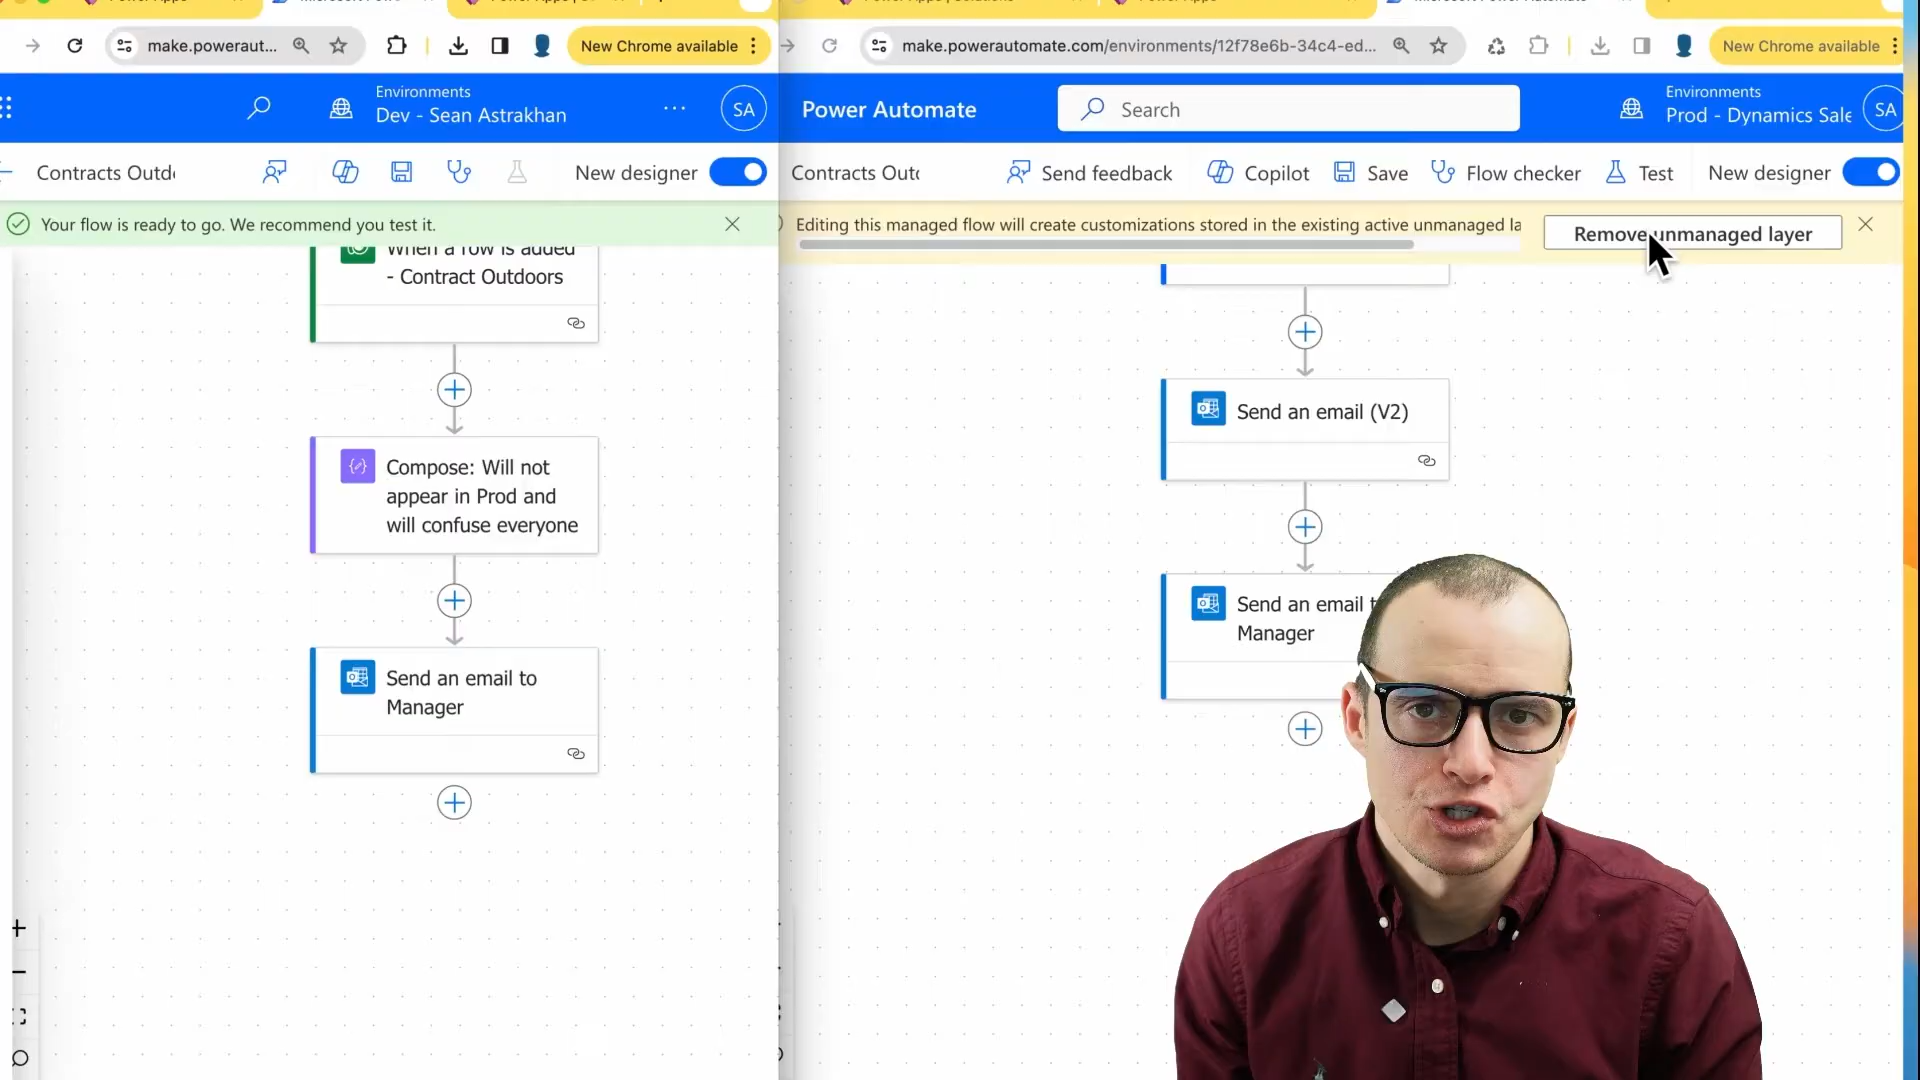 make.poweraut...
New Chrome available
Environments
Dev - Sean Astrakhan
SA
Contracts Outd
New designer
Your flow is ready to go. We recommend you test it.
When a row is added
- Contract Outdoors
Compose: Will not
appear in Prod and
will confuse everyone
Send an email to
Manager
make.powerautomate.com/environments/12f78e6b-34c4-ed...
New Chrome available
Power Automate
Search
Environments
Prod - Dynamics Sale
SA
Contracts Out
Send feedback
Copilot
Save
Flow checker
Test
New designer
Editing this managed flow will create customizations stored in the existing active unmanaged la
Remove unmanaged layer
Send an email (V2)
Send an email t
Manager